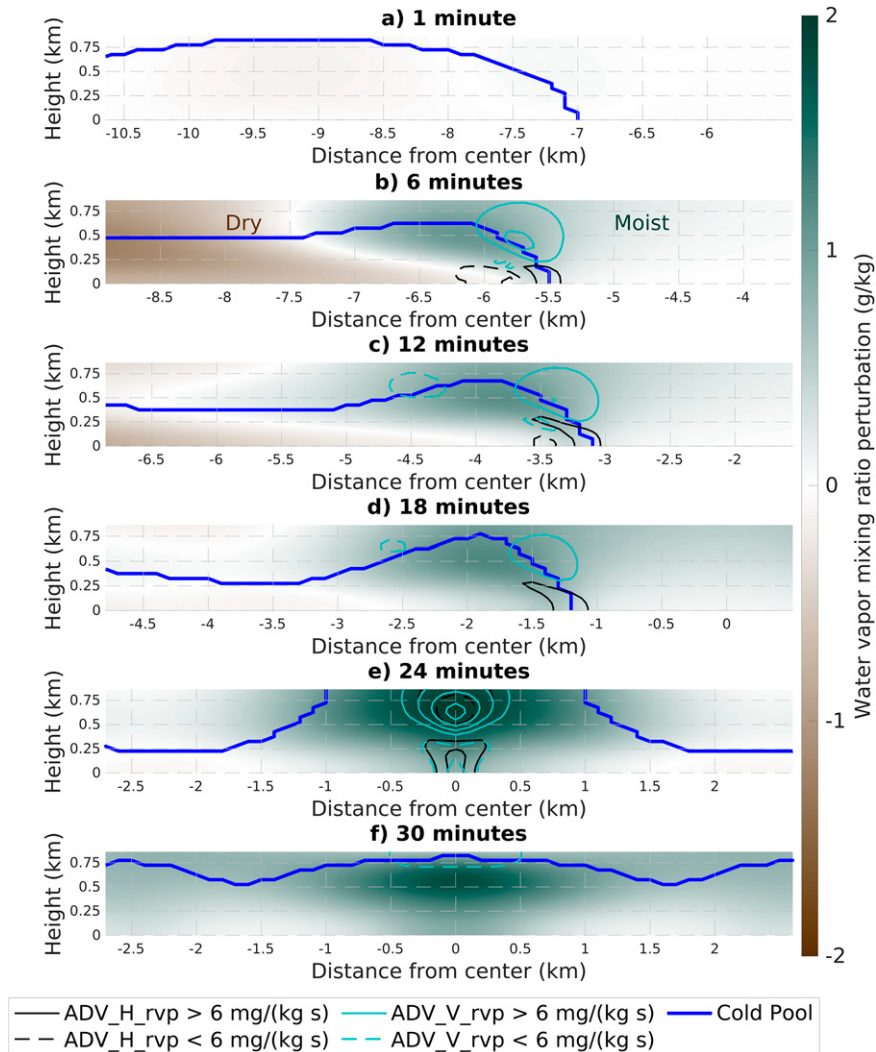 a) 1 minute
Height (km)
0.75
0.5
0.25
0
-10.5 -10 -9.5 -9 -8.5 -8 -7.5 -7 -6.5 -6
Distance from center (km)
b) 6 minutes
Height (km)
0.75
0.5
0.25
0
Dry
Moist
-8.5 -8 -7.5 -7 -6.5 -6 -5.5 -5 -4.5 -4
Distance from center (km)
c) 12 minutes
Height (km)
0.75
0.5
0.25
0
-6.5 -6 -5.5 -5 -4.5 -4 -3.5 -3 -2.5 -2
Distance from center (km)
d) 18 minutes
Height (km)
0.75
0.5
0.25
0
-4.5 -4 -3.5 -3 -2.5 -2 -1.5 -1 -0.5 0
Distance from center (km)
e) 24 minutes
Height (km)
0.75
0.5
0.25
0
-2.5 -2 -1.5 -1 -0.5 0 0.5 1 1.5 2
Distance from center (km)
f) 30 minutes
Height (km)
0.75
0.5
0.25
0
-2.5 -2 -1.5 -1 -0.5 0 0.5 1 1.5 2
Distance from center (km)
2
1
0
-1
-2
Water vapor mixing ratio perturbation (g/kg)
ADV_H_rvp > 6 mg/(kg s)
ADV_V_rvp > 6 mg/(kg s)
Cold Pool
ADV_H_rvp < 6 mg/(kg s)
ADV_V_rvp < 6 mg/(kg s)